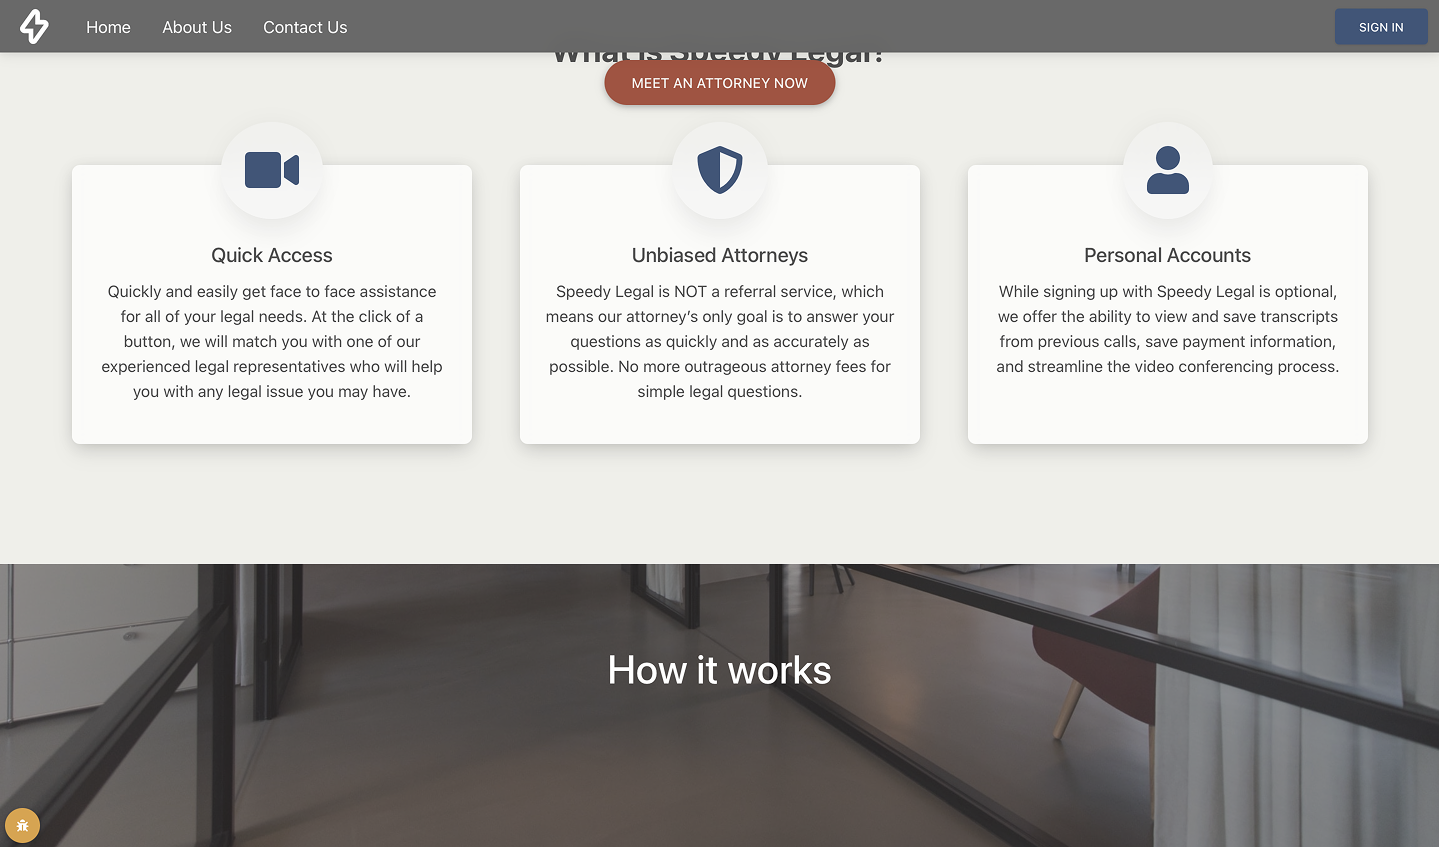 Home
About Us
Contact Us
SIGN IN
What is Speedy Legal?
MEET AN ATTORNEY NOW
Quick Access
Quickly and easily get face to face assistance
for all of your legal needs. At the click of a
button, we will match you with one of our
experienced legal representatives who will help
you with any legal issue you may have.
Unbiased Attorneys
Speedy Legal is NOT a referral service, which
means our attorney’s only goal is to answer your
questions as quickly and as accurately as
possible. No more outrageous attorney fees for
simple legal questions.
Personal Accounts
While signing up with Speedy Legal is optional,
we offer the ability to view and save transcripts
from previous calls, save payment information,
and streamline the video conferencing process.
How it works